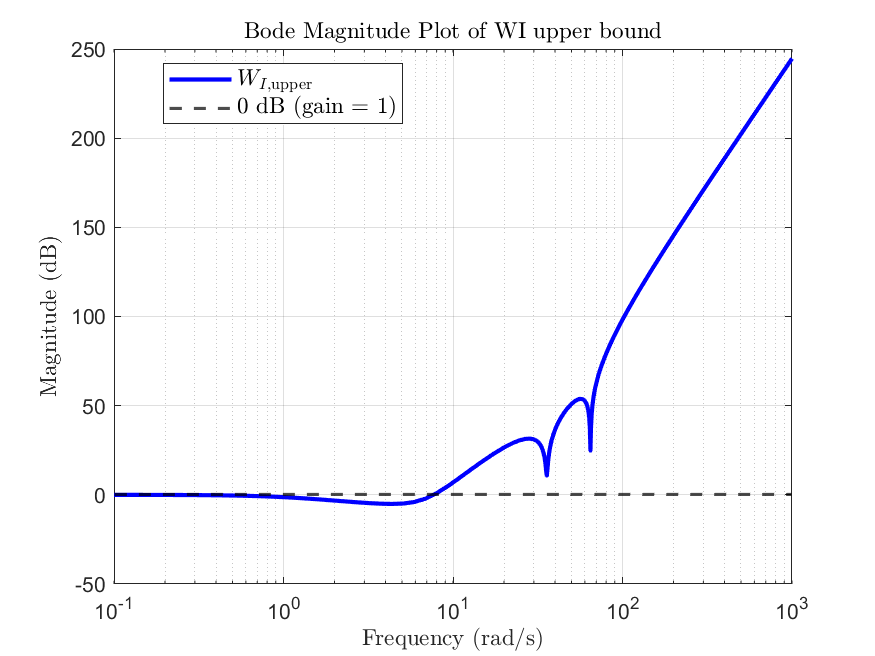 Bode Magnitude Plot of WI upper bound
250
200
150
100
50
0
-50
Magnitude (dB)
W_{I,upper}
0 dB (gain = 1)
10^{-1}
10^{0}
10^{1}
10^{2}
10^{3}
Frequency (rad/s)